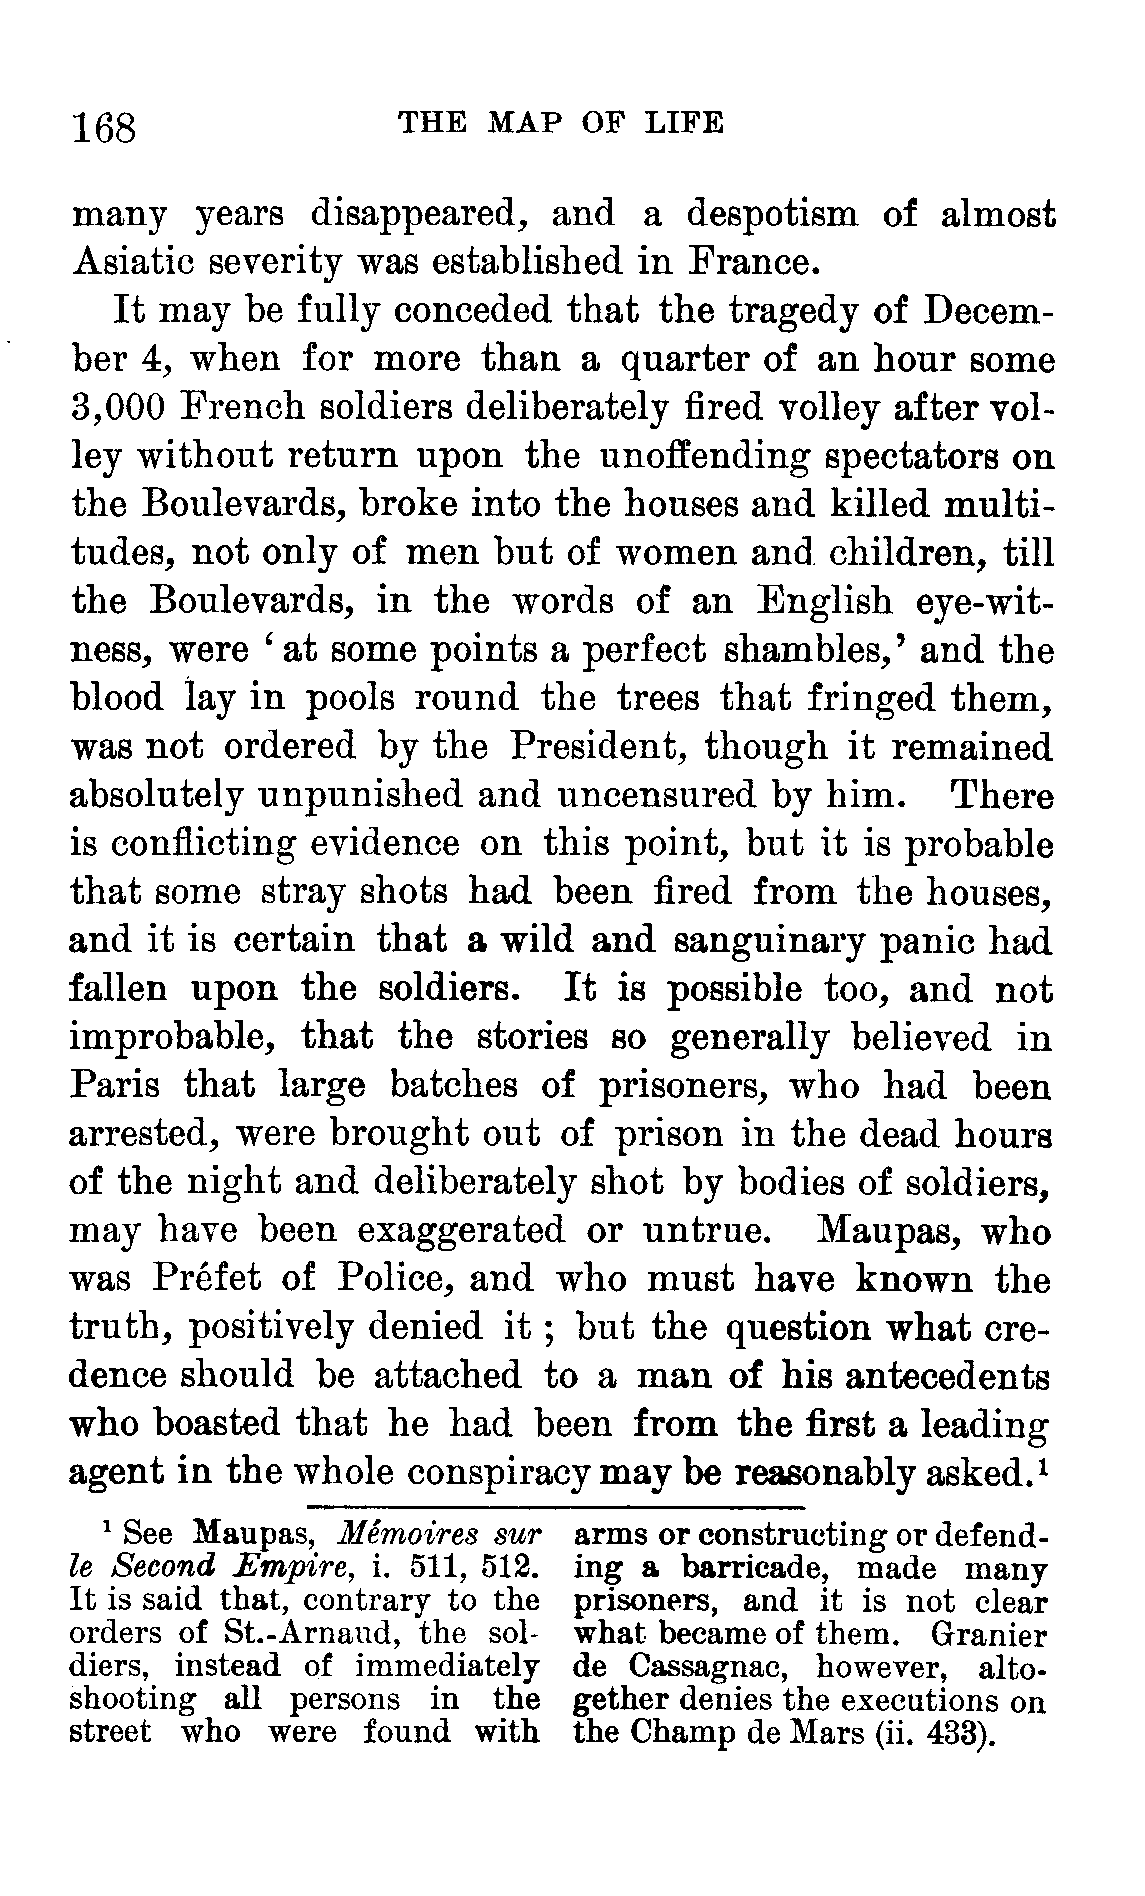 168 THE MAP OF LIFE
many years disappeared, and a despotism of almost
Asiatic severity was established in France.
It may be fully conceded that the tragedy of Decem-
ber 4, when for more than a quarter of an hour some
3,000 French soldiers deliberately fired volley after vol-
ley without return upon the unoffending spectators on
the Boulevards, broke into the houses and killed multi-
tudes, not only of men but of women and children, till
the Boulevards, in the words of an English eye-wit-
ness, were ‘ at some points a perfect shambles,’ and the
blood lay in pools round the trees that fringed them,
was not ordered by the President, though it remained
absolutely unpunished and uncensured by him. There
is conflicting evidence on this point, but it is probable
that some stray shots had been fired from the houses,
and it is certain that a wild and sanguinary panic had
fallen upon the soldiers. It is possible too, and not
improbable, that the stories so generally believed in
Paris that large batches of prisoners, who had been
arrested, were brought out of prison in the dead hours
of the night and deliberately shot by bodies of soldiers,
may have been exaggerated or untrue. Maupas, who
was Préfet of Police, and who must have known the
truth, positively denied it ; but the question what cre-
dence should be attached to a man of his antecedents
who boasted that he had been from the first a leading
agent in the whole conspiracy may be reasonably asked.¹
¹ See Maupas, Mémoires sur
le Second Empire, i. 511, 512.
It is said that, contrary to the
orders of St.-Arnaud, the sol-
diers, instead of immediately
shooting all persons in the
street who were found with
arms or constructing or defend-
ing a barricade, made many
prisoners, and it is not clear
what became of them. Granier
de Cassagnac, however, alto-
gether denies the executions on
the Champ de Mars (ii. 433).